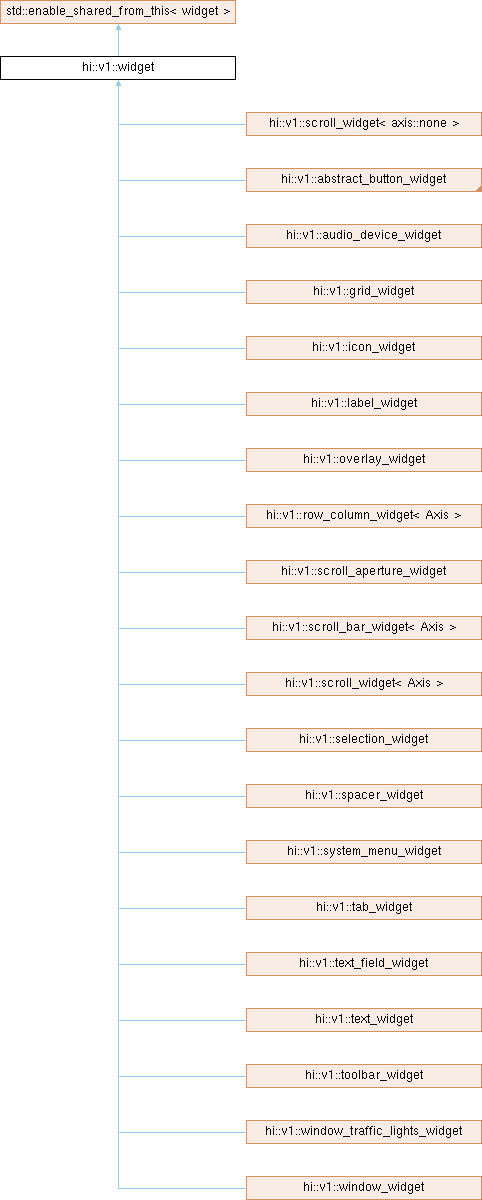 std::enable_shared_from_this< widget >
hi::v1::widget
hi::v1::scroll_widget< axis::none >
hi::v1::abstract_button_widget
hi::v1::audio_device_widget
hi::v1::grid_widget
hi::v1::icon_widget
hi::v1::label_widget
hi::v1::overlay_widget
hi::v1::row_column_widget< Axis >
hi::v1::scroll_aperture_widget
hi::v1::scroll_bar_widget< Axis >
hi::v1::scroll_widget< Axis >
hi::v1::selection_widget
hi::v1::spacer_widget
hi::v1::system_menu_widget
hi::v1::tab_widget
hi::v1::text_field_widget
hi::v1::text_widget
hi::v1::toolbar_widget
hi::v1::window_traffic_lights_widget
hi::v1::window_widget